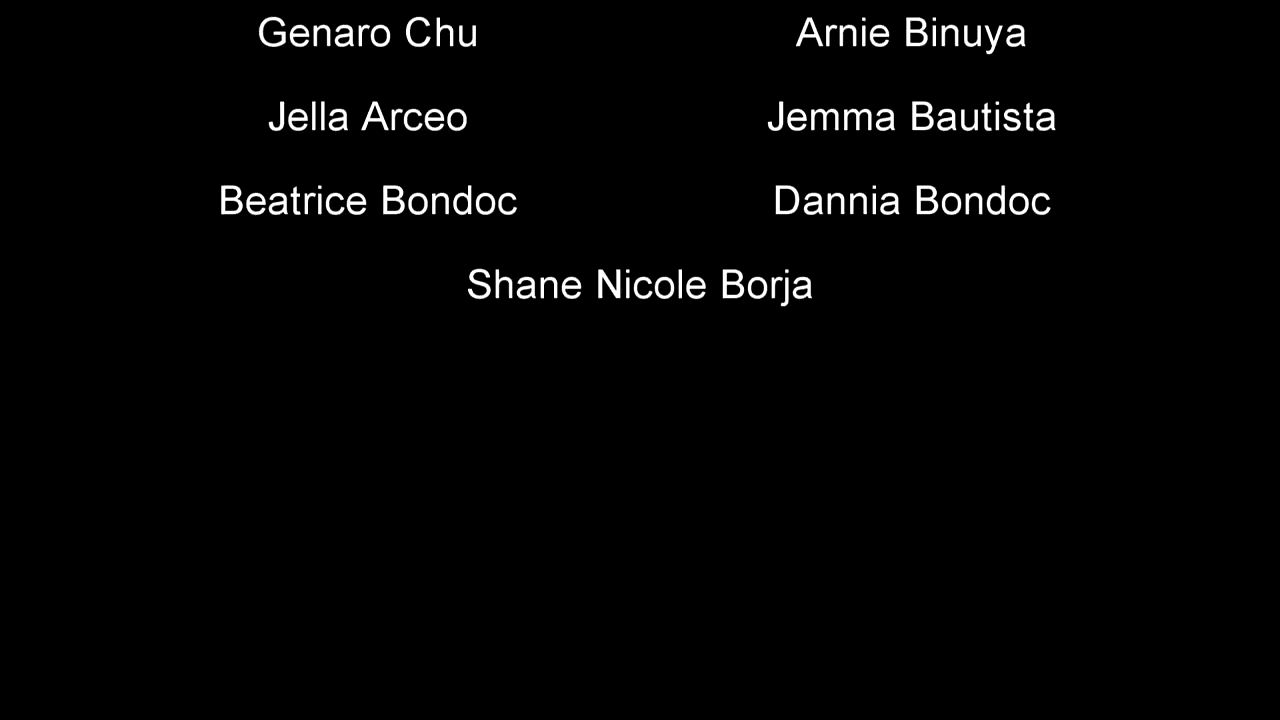 Genaro Chu Arnie Binuya
Jella Arceo Jemma Bautista
Beatrice Bondoc Dannia Bondoc
Shane Nicole Borja